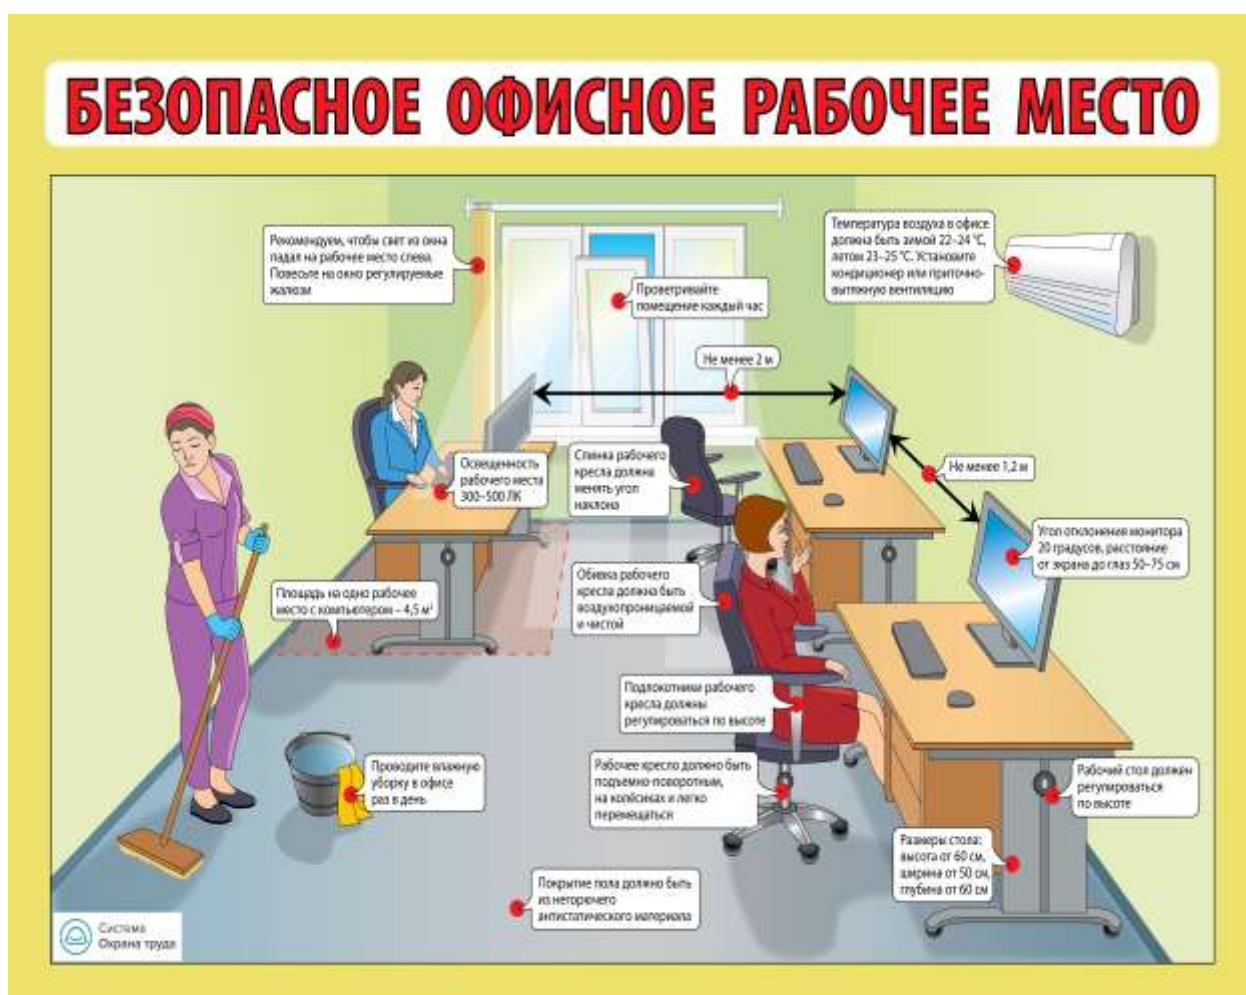 БЕЗОПАСНОЕ ОФИСНОЕ РАБОЧЕЕ МЕСТО
Рекомендуем, чтобы свет из окна
падал на рабочее место слева.
Повесьте на окно регулируемые
жалюзи
Проветривайте
помещение каждый час
Температура воздуха в офисе
должна быть зимой 22–24 °С,
летом 23–25 °С. Установите
кондиционер или приточно-
вытяжную вентиляцию
Не менее 2 м
Освещенность
рабочего места
300–500 ЛК
Спинка рабочего
кресла должна
менять угол
наклона
Не менее 1,2 м
Угол отклонения монитора
20 градусов, расстояние
от экрана до глаз 50–75 см
Площадь на одно рабочее
место с компьютером – 4,5 м²
Обивка рабочего
кресла должна быть
воздухопроницаемой
и чистой
Подлокотники рабочего
кресла должны
регулироваться по высоте
Проводите влажную
уборку в офисе
раз в день
Рабочее кресло должно быть
подъемно-поворотным,
на колёсиках и легко
перемещаться
Рабочий стол должен
регулироваться
по высоте
Размеры стола:
высота от 60 см,
ширина от 50 см,
глубина от 60 см
Покрытие пола должно быть
из негорючего
антистатического материала
Система
Охрана труда